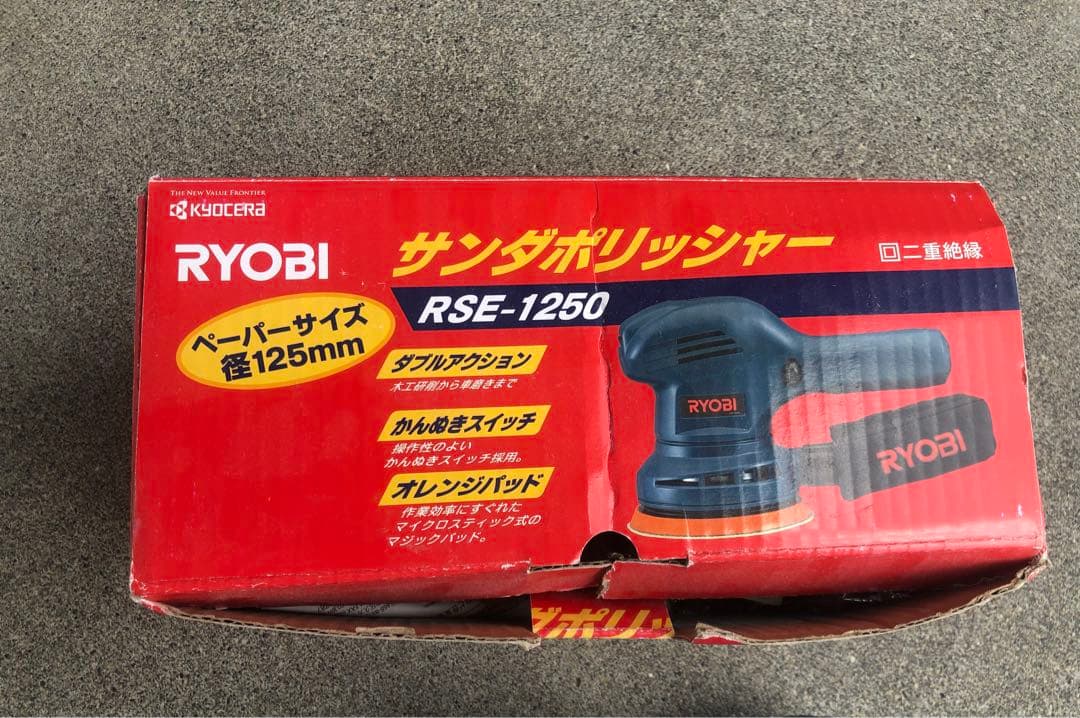 THE NEW VALUE FRONTIER
KYOCERA
RYOBI
サンダポリッシャー
回二重絶縁
RSE-1250
ペーパーサイズ
径125mm
ダブルアクション
木工研削から車磨きまで
かんぬきスイッチ
操作性のよい
かんぬきスイッチ採用。
オレンジパッド
作業効率にすぐれた
マイクロスティック式の
マジックパッド。
RYOBI
RYOBI
ダポリッ